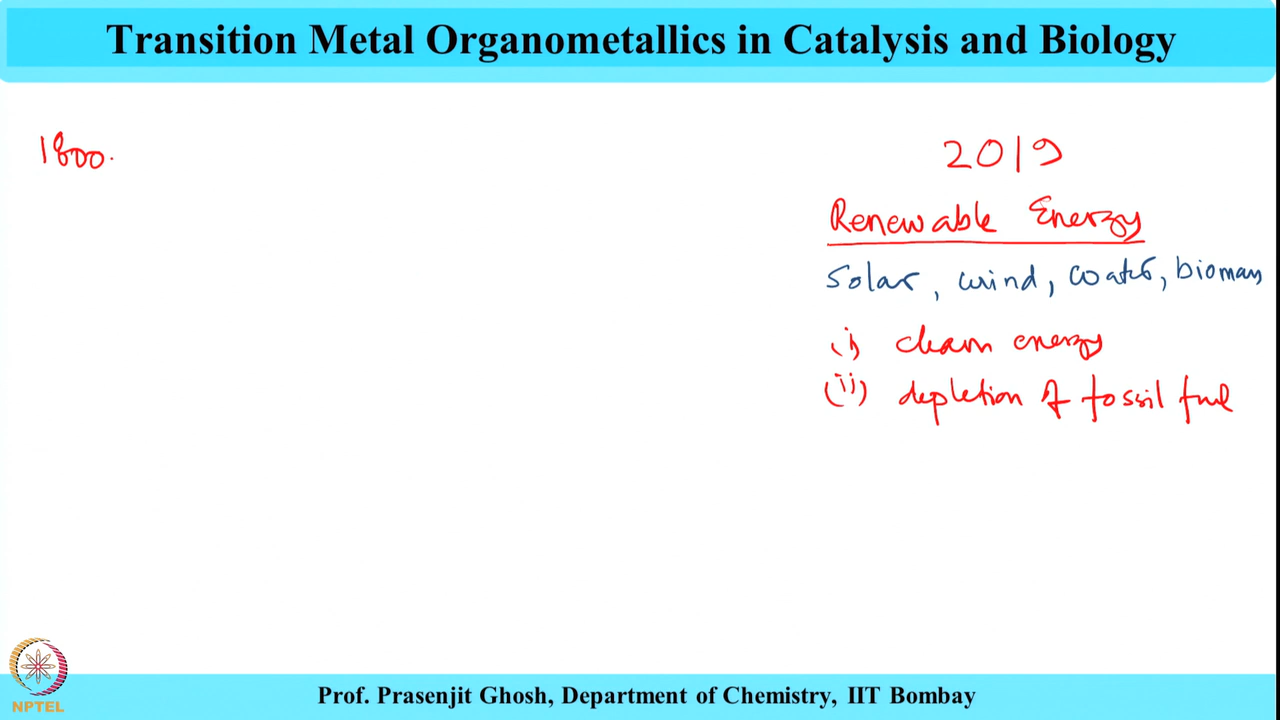 Transition Metal Organometallics in Catalysis and Biology
1800.
2019
Renewable Energy
Solar, wind, water, biomass
(i) clean energy
(ii) depletion of fossil fuel
NPTEL
Prof. Prasenjit Ghosh, Department of Chemistry, IIT Bombay